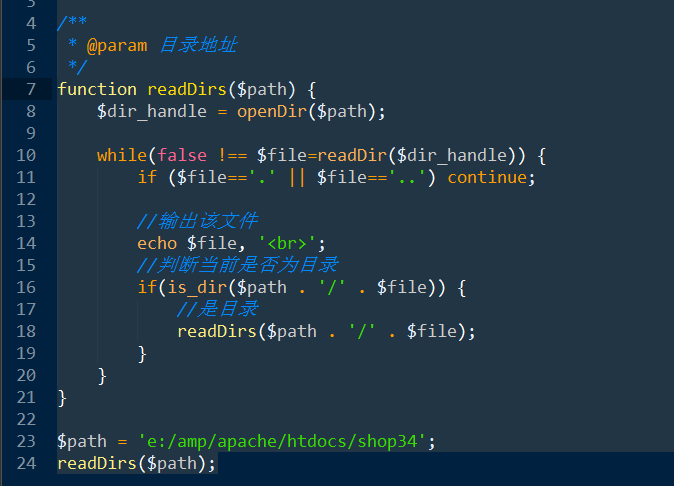 3
4 /**
5  * @param 目录地址
6  */
7 function readDirs($path) {
8     $dir_handle = openDir($path);
9
10     while(false !== $file=readDir($dir_handle)) {
11         if ($file=='.' || $file=='..') continue;
12
13         //输出该文件
14         echo $file, '<br>';
15         //判断当前是否为目录
16         if(is_dir($path . '/' . $file)) {
17             //是目录
18             readDirs($path . '/' . $file);
19         }
20     }
21 }
22
23 $path = 'e:/amp/apache/htdocs/shop34';
24 readDirs($path);